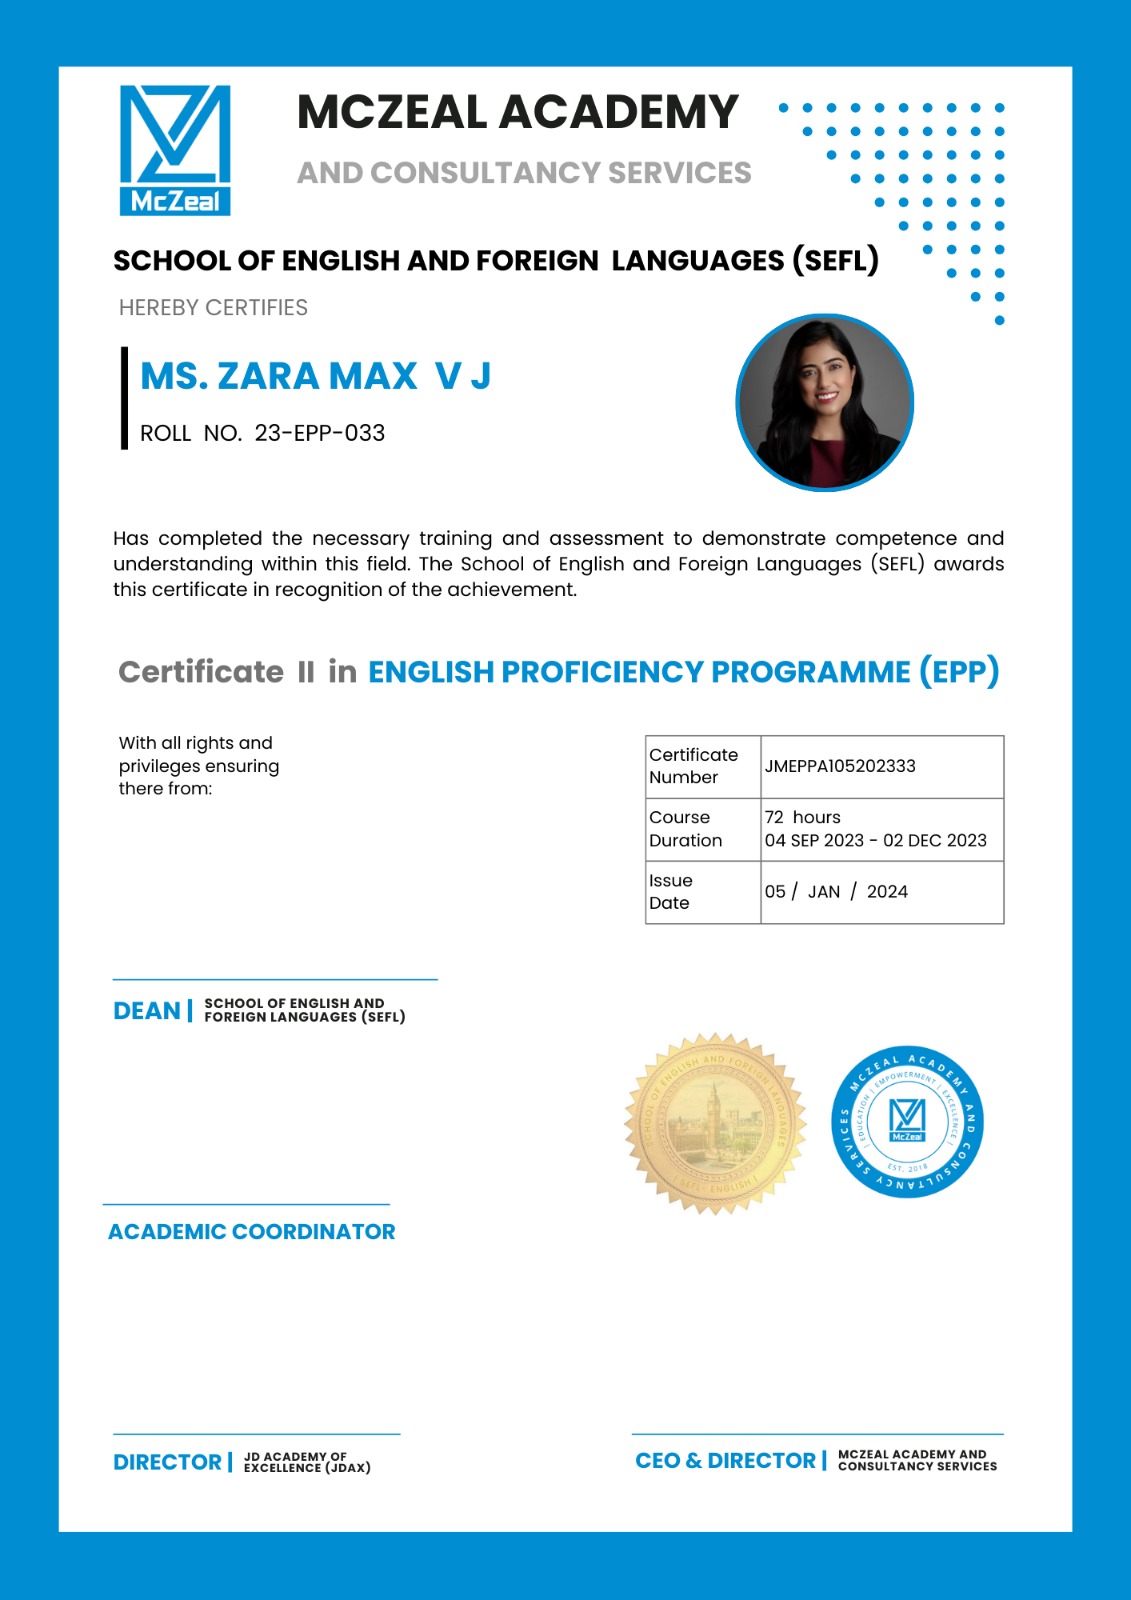 McZeal
MCZEAL ACADEMY
AND CONSULTANCY SERVICES
SCHOOL OF ENGLISH AND FOREIGN LANGUAGES (SEFL)
HEREBY CERTIFIES
MS. ZARA MAX V J
ROLL NO. 23-EPP-033
Has completed the necessary training and assessment to demonstrate competence and
understanding within this field. The School of English and Foreign Languages (SEFL) awards
this certificate in recognition of the achievement.
Certificate II in ENGLISH PROFICIENCY PROGRAMME (EPP)
With all rights and
privileges ensuring
there from:
Certificate
Number
JMEPPA105202333
Course
Duration
72 hours
04 SEP 2023 - 02 DEC 2023
Issue
Date
05 / JAN / 2024
DEAN |
SCHOOL OF ENGLISH AND
FOREIGN LANGUAGES (SEFL)
SCHOOL OF ENGLISH AND FOREIGN LANGUAGES
| SEFL- ENGLISH |
MCZEAL ACADEMY AND CONSULTANCY SERVICES
| EDUCATION | EMPOWERMENT | EXCELLENCE |
McZeal
EST. 2018
ACADEMIC COORDINATOR
DIRECTOR |
JD ACADEMY OF
EXCELLENCE (JDAX)
CEO & DIRECTOR |
MCZEAL ACADEMY AND
CONSULTANCY SERVICES